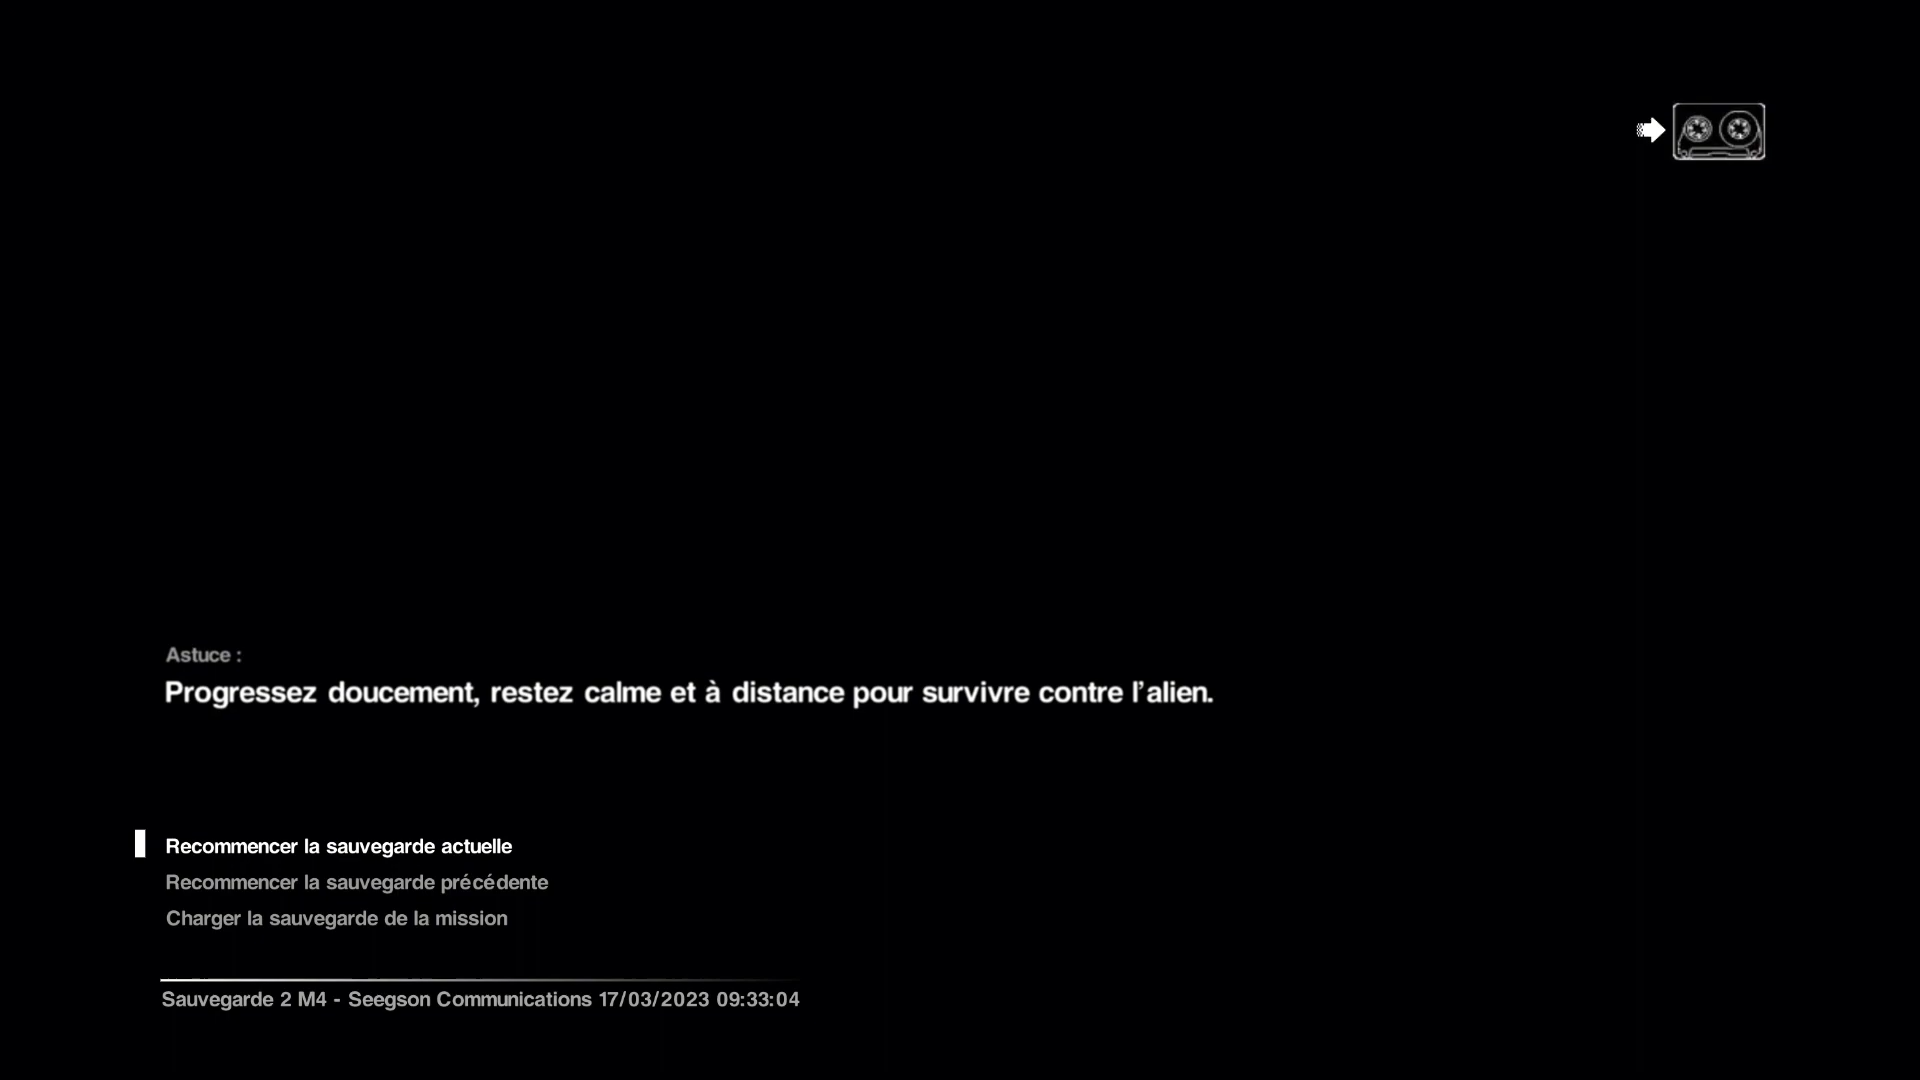 Astuce :
Progressez doucement, restez calme et à distance pour survivre contre l’alien.
Recommencer la sauvegarde actuelle
Recommencer la sauvegarde précédente
Charger la sauvegarde de la mission
Sauvegarde 2 M4 - Seegson Communications 17/03/2023 09:33:04